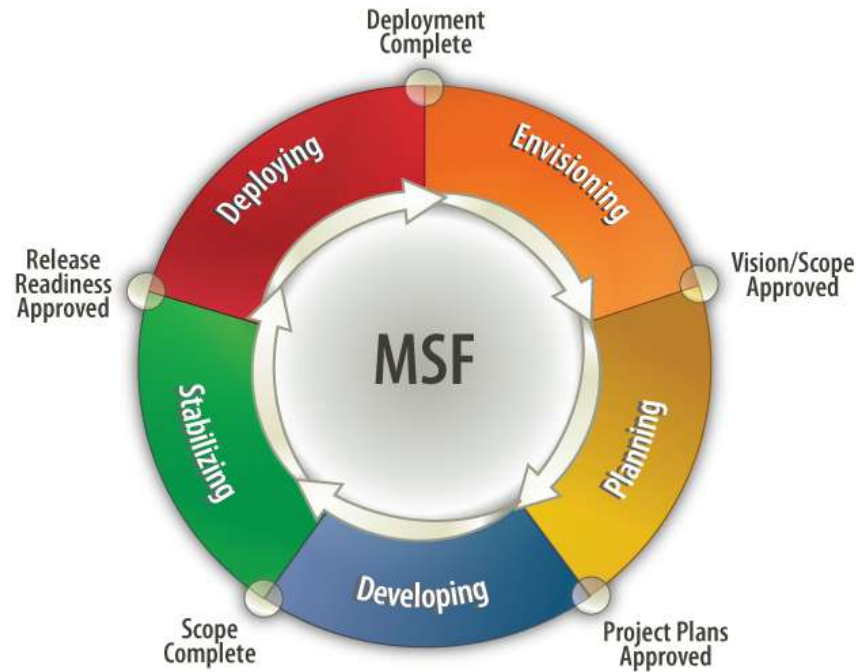 Deployment
Complete
Envisioning
Deploying
Vision/Scope
Approved
Release
Readiness
Approved
MSF
Planning
Stabilizing
Developing
Scope
Complete
Project Plans
Approved